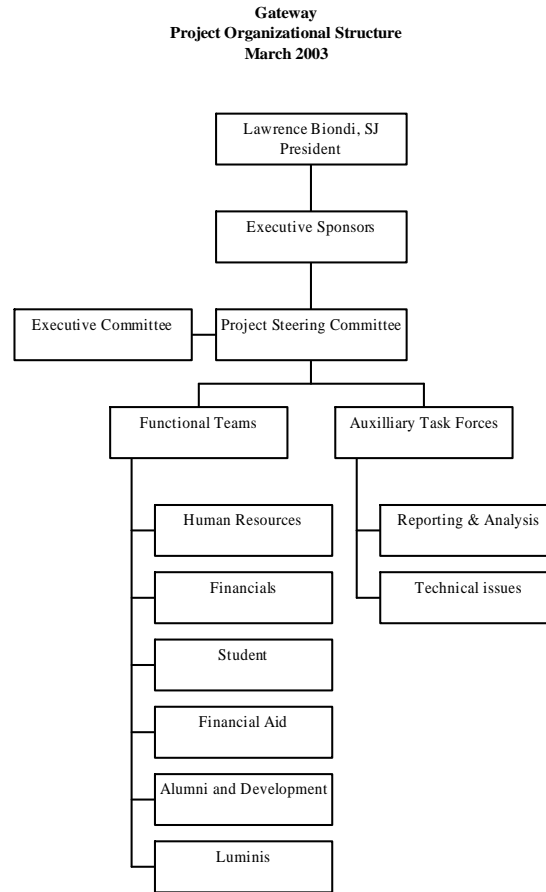 Gateway
Project Organizational Structure
March 2003
Lawrence Biondi, SJ
President
Executive Sponsors
Executive Committee
Project Steering Committee
Functional Teams
Auxilliary Task Forces
Human Resources
Reporting & Analysis
Financials
Technical issues
Student
Financial Aid
Alumni and Development
Luminis